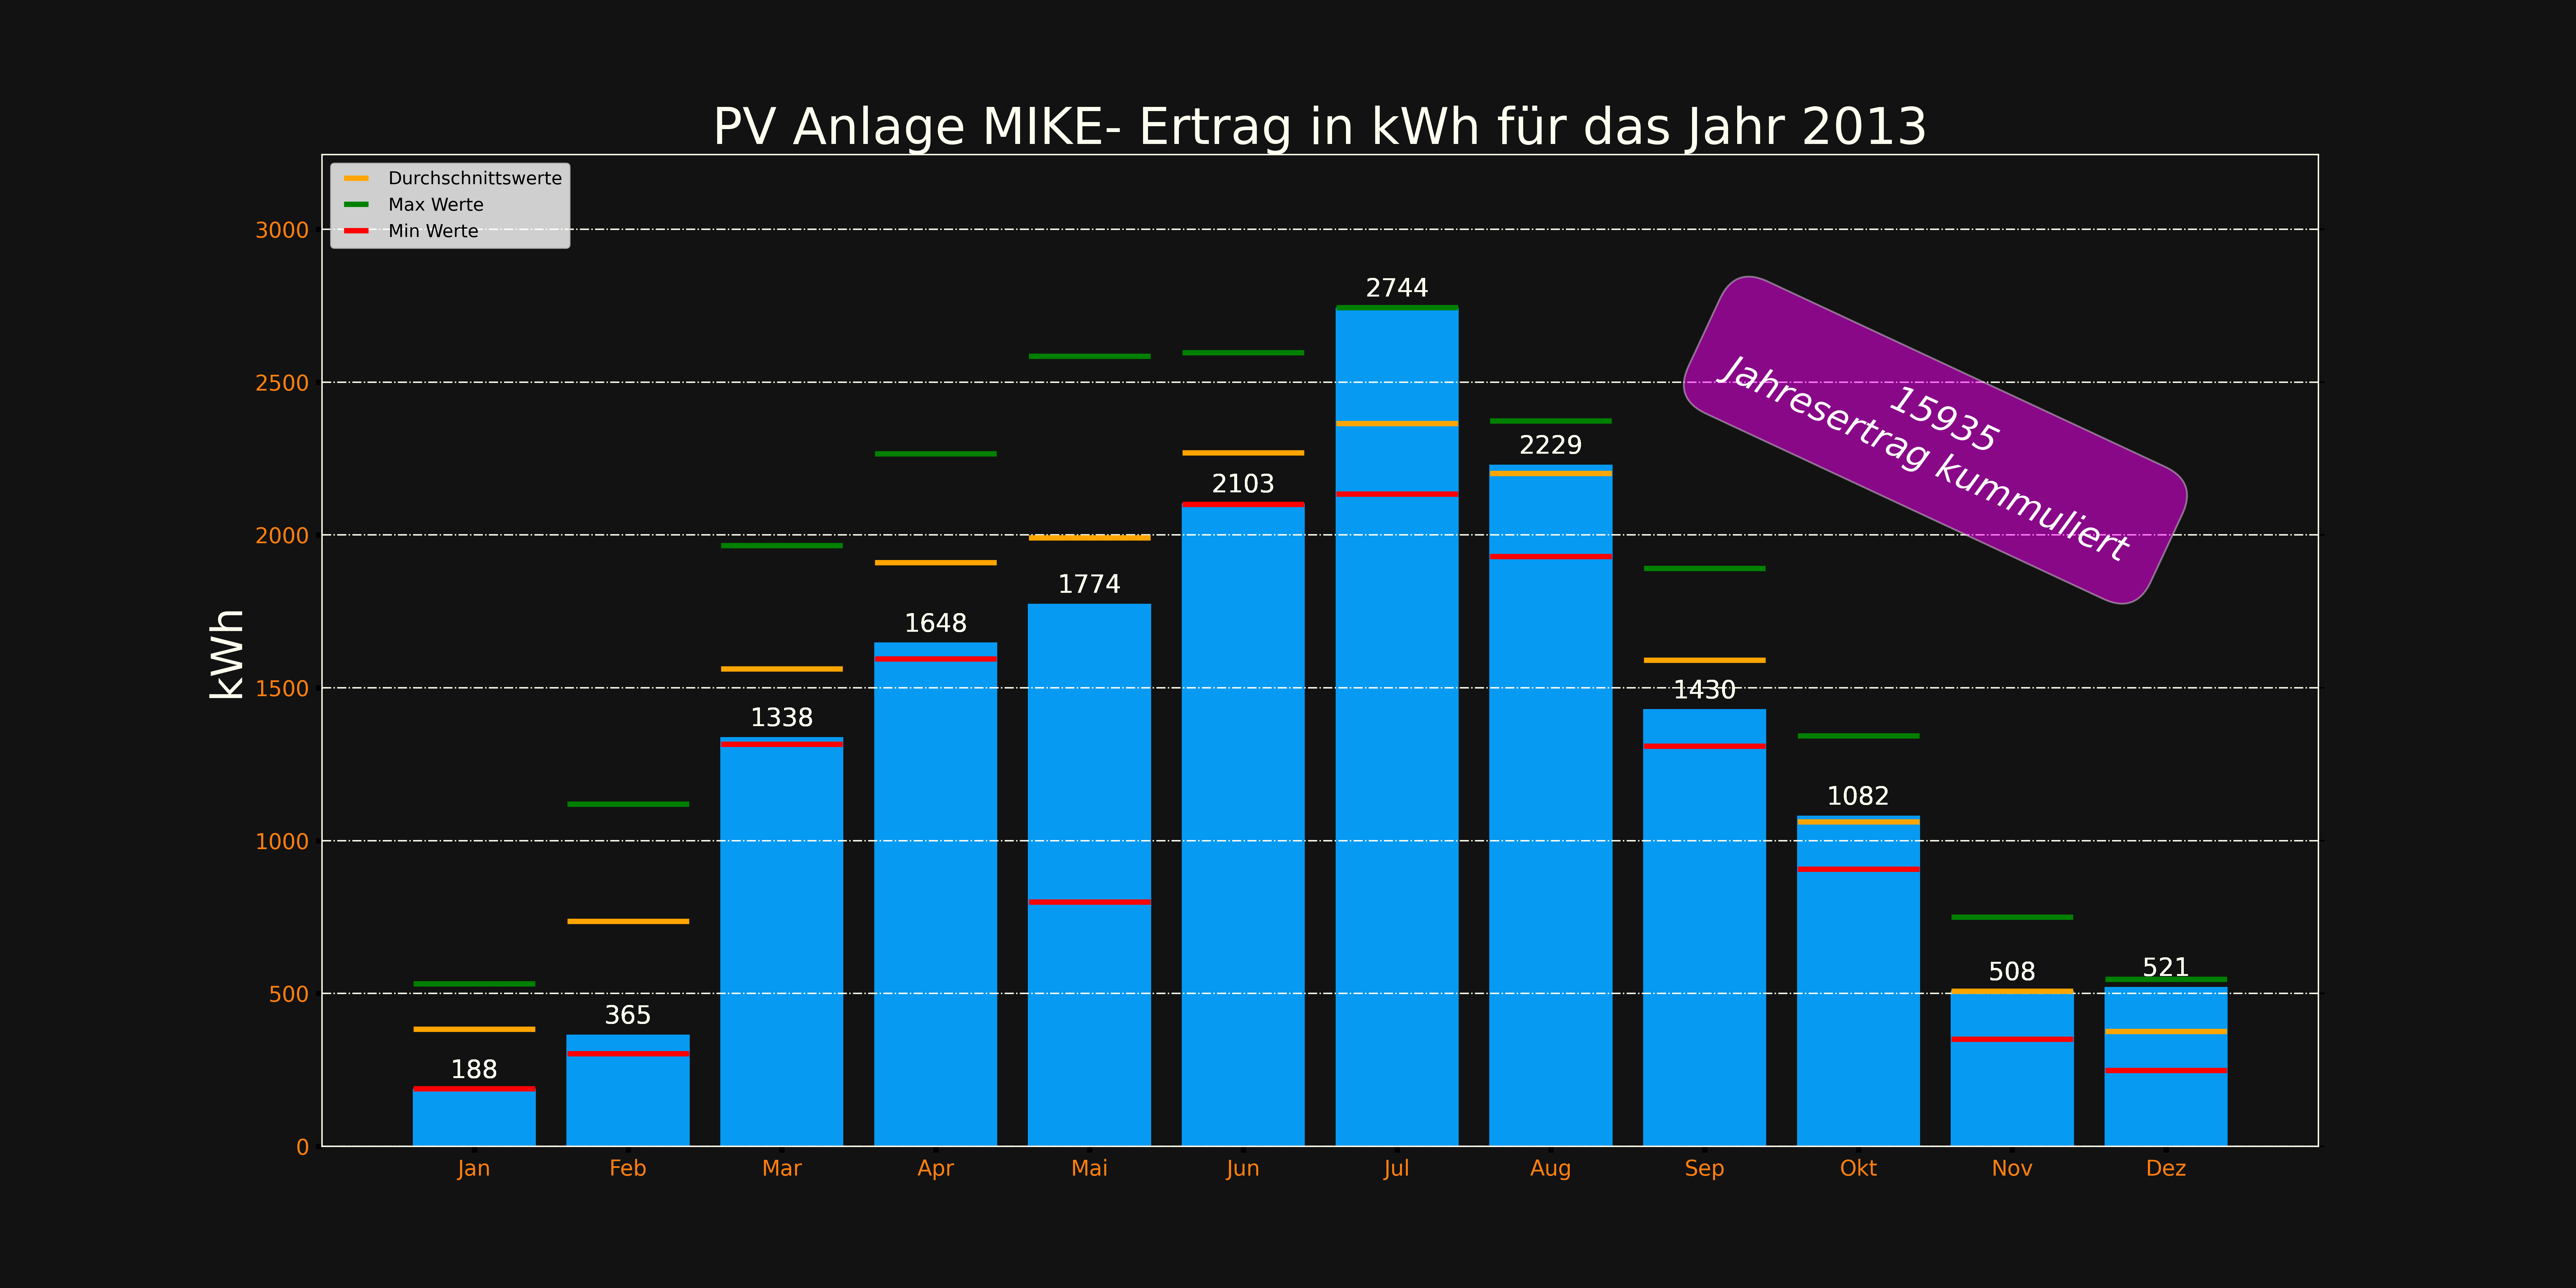 PV Anlage MIKE- Ertrag in kWh für das Jahr 2013
Durchschnittswerte
Max Werte
Min Werte
kWh
3000
2500
2000
1500
1000
500
0
188
365
1338
1648
1774
2103
2744
2229
1430
1082
508
521
15935
Jahresertrag kummuliert
Jan
Feb
Mar
Apr
Mai
Jun
Jul
Aug
Sep
Okt
Nov
Dez